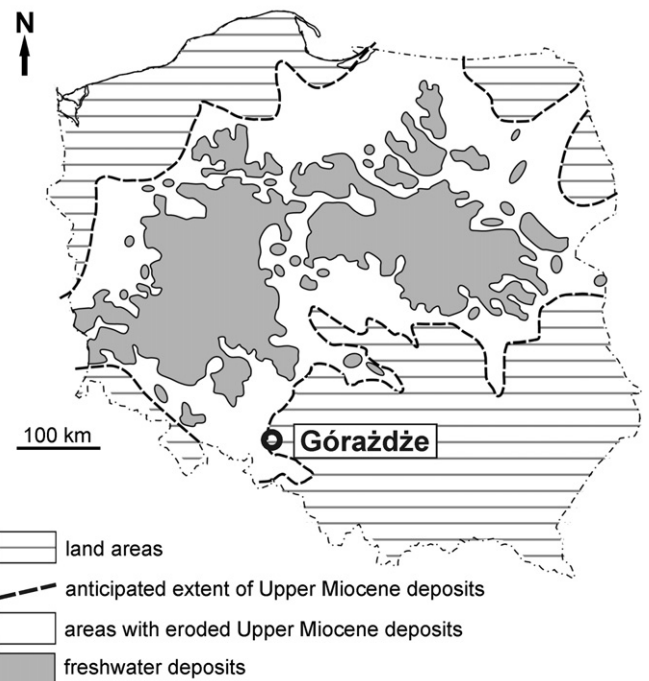 N
100 km
Górażdże
land areas
anticipated extent of Upper Miocene deposits
areas with eroded Upper Miocene deposits
freshwater deposits